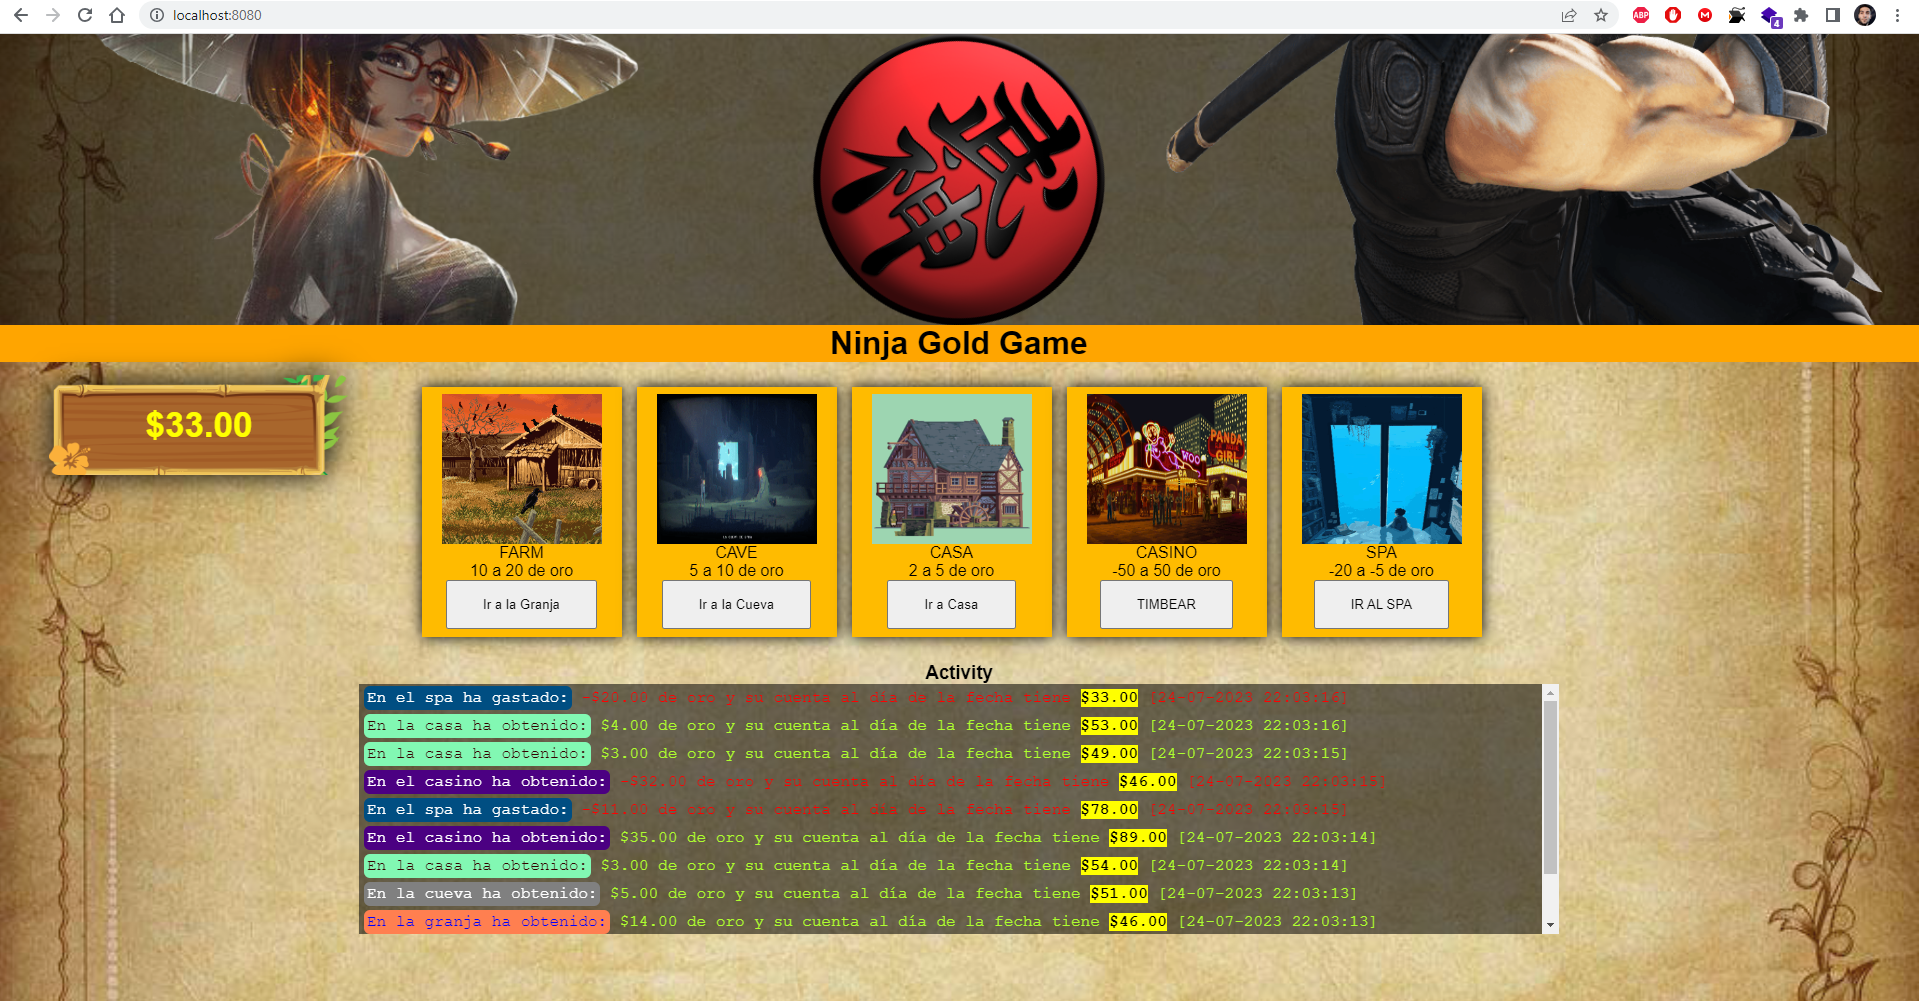 localhost:8080
ABP
M
4
Ninja Gold Game
$33.00
WOO
PANDA
GIRL
GIRLS
FARM
10 a 20 de oro
Ir a la Granja
CAVE
5 a 10 de oro
Ir a la Cueva
CASA
2 a 5 de oro
Ir a Casa
CASINO
-50 a 50 de oro
TIMBEAR
SPA
-20 a -5 de oro
IR AL SPA
Activity
En el spa ha gastado: -$20.00 de oro y su cuenta al día de la fecha tiene $33.00 [24-07-2023 22:03:16]
En la casa ha obtenido: $4.00 de oro y su cuenta al día de la fecha tiene $53.00 [24-07-2023 22:03:16]
En la casa ha obtenido: $3.00 de oro y su cuenta al día de la fecha tiene $49.00 [24-07-2023 22:03:15]
En el casino ha obtenido: -$32.00 de oro y su cuenta al día de la fecha tiene $46.00 [24-07-2023 22:03:15]
En el spa ha gastado: -$11.00 de oro y su cuenta al día de la fecha tiene $78.00 [24-07-2023 22:03:15]
En el casino ha obtenido: $35.00 de oro y su cuenta al día de la fecha tiene $89.00 [24-07-2023 22:03:14]
En la casa ha obtenido: $3.00 de oro y su cuenta al día de la fecha tiene $54.00 [24-07-2023 22:03:14]
En la cueva ha obtenido: $5.00 de oro y su cuenta al día de la fecha tiene $51.00 [24-07-2023 22:03:13]
En la granja ha obtenido: $14.00 de oro y su cuenta al día de la fecha tiene $46.00 [24-07-2023 22:03:13]